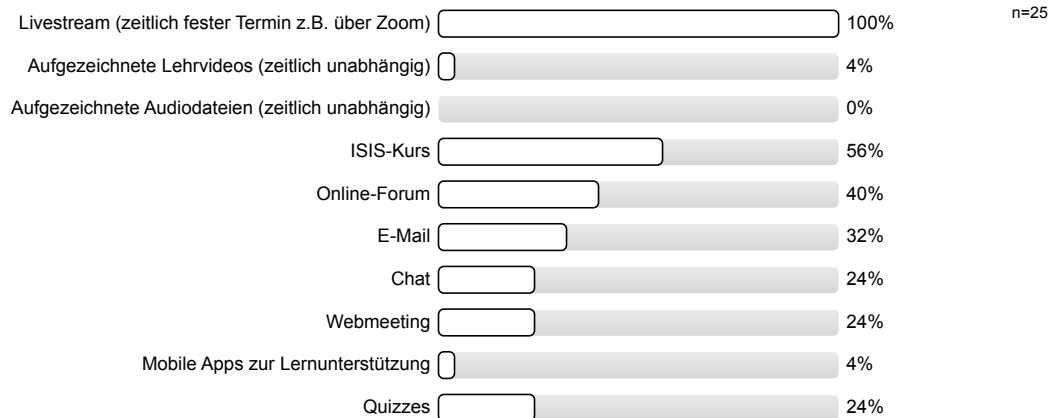 Livestream (zeitlich fester Termin z.B. über Zoom) 100% n=25
Aufgezeichnete Lehrvideos (zeitlich unabhängig) 4%
Aufgezeichnete Audiodateien (zeitlich unabhängig) 0%
ISIS-Kurs 56%
Online-Forum 40%
E-Mail 32%
Chat 24%
Webmeeting 24%
Mobile Apps zur Lernunterstützung 4%
Quizzes 24%